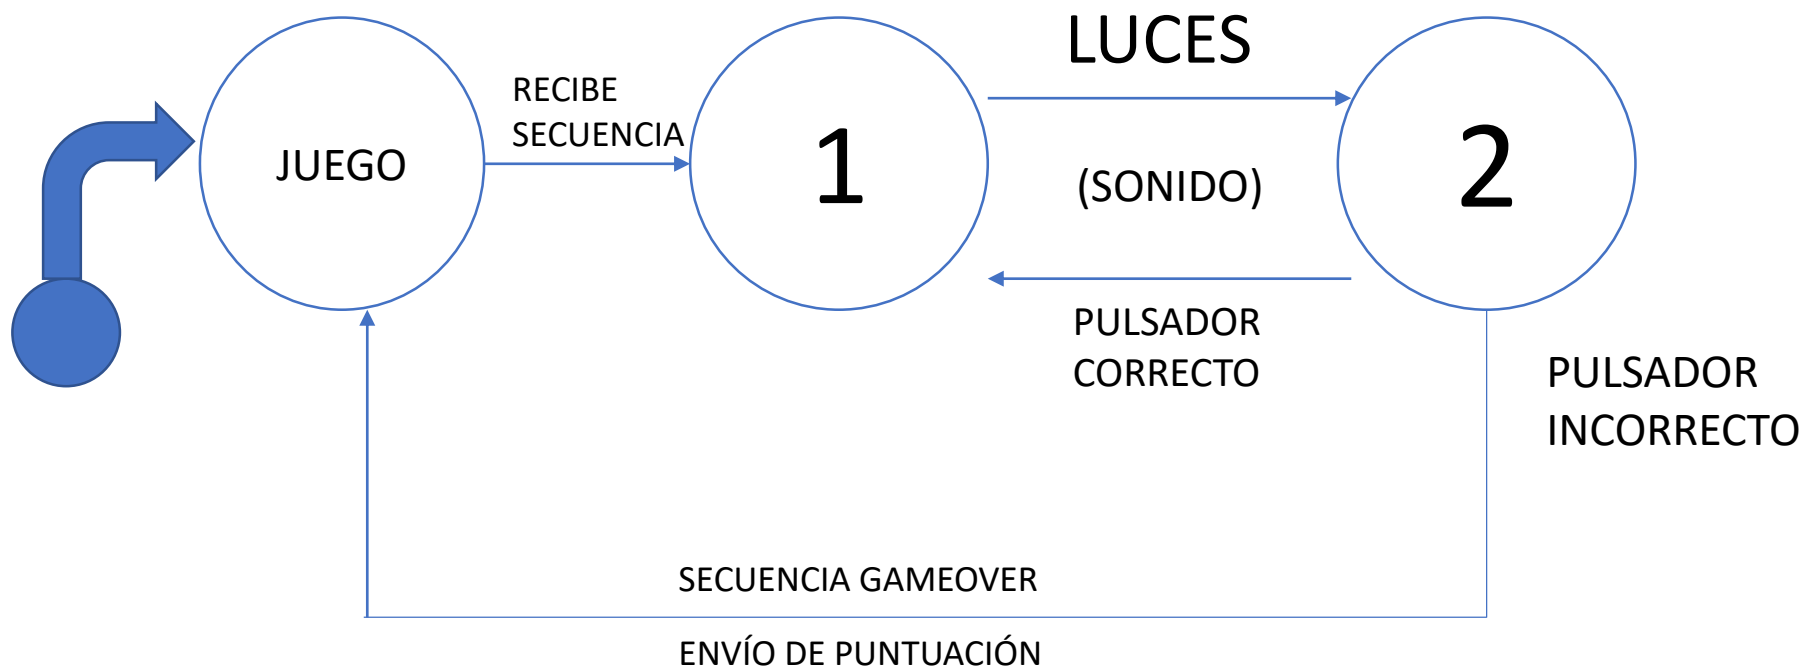 JUEGO
RECIBE
SECUENCIA
1
LUCES
(SONIDO)
2
PULSADOR
CORRECTO
PULSADOR
INCORRECTO
SECUENCIA GAMEOVER
ENVÍO DE PUNTUACIÓN